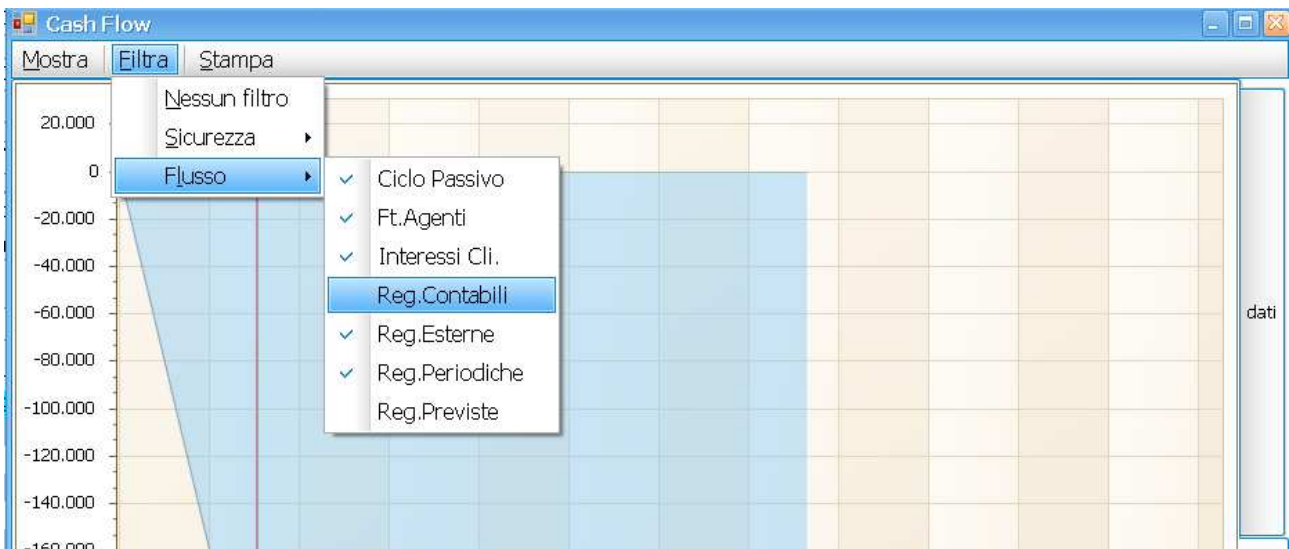 Cash Flow
Mostra Filtra Stampa
Nessun filtro
Sicurezza
Flusso
Ciclo Passivo
Ft.Agenti
Interessi Cli.
Reg.Contabili
Reg.Esterne
Reg.Periodiche
Reg.Previste
20.000
0
-20.000
-40.000
-60.000
-80.000
-100.000
-120.000
-140.000
-160.000
dati